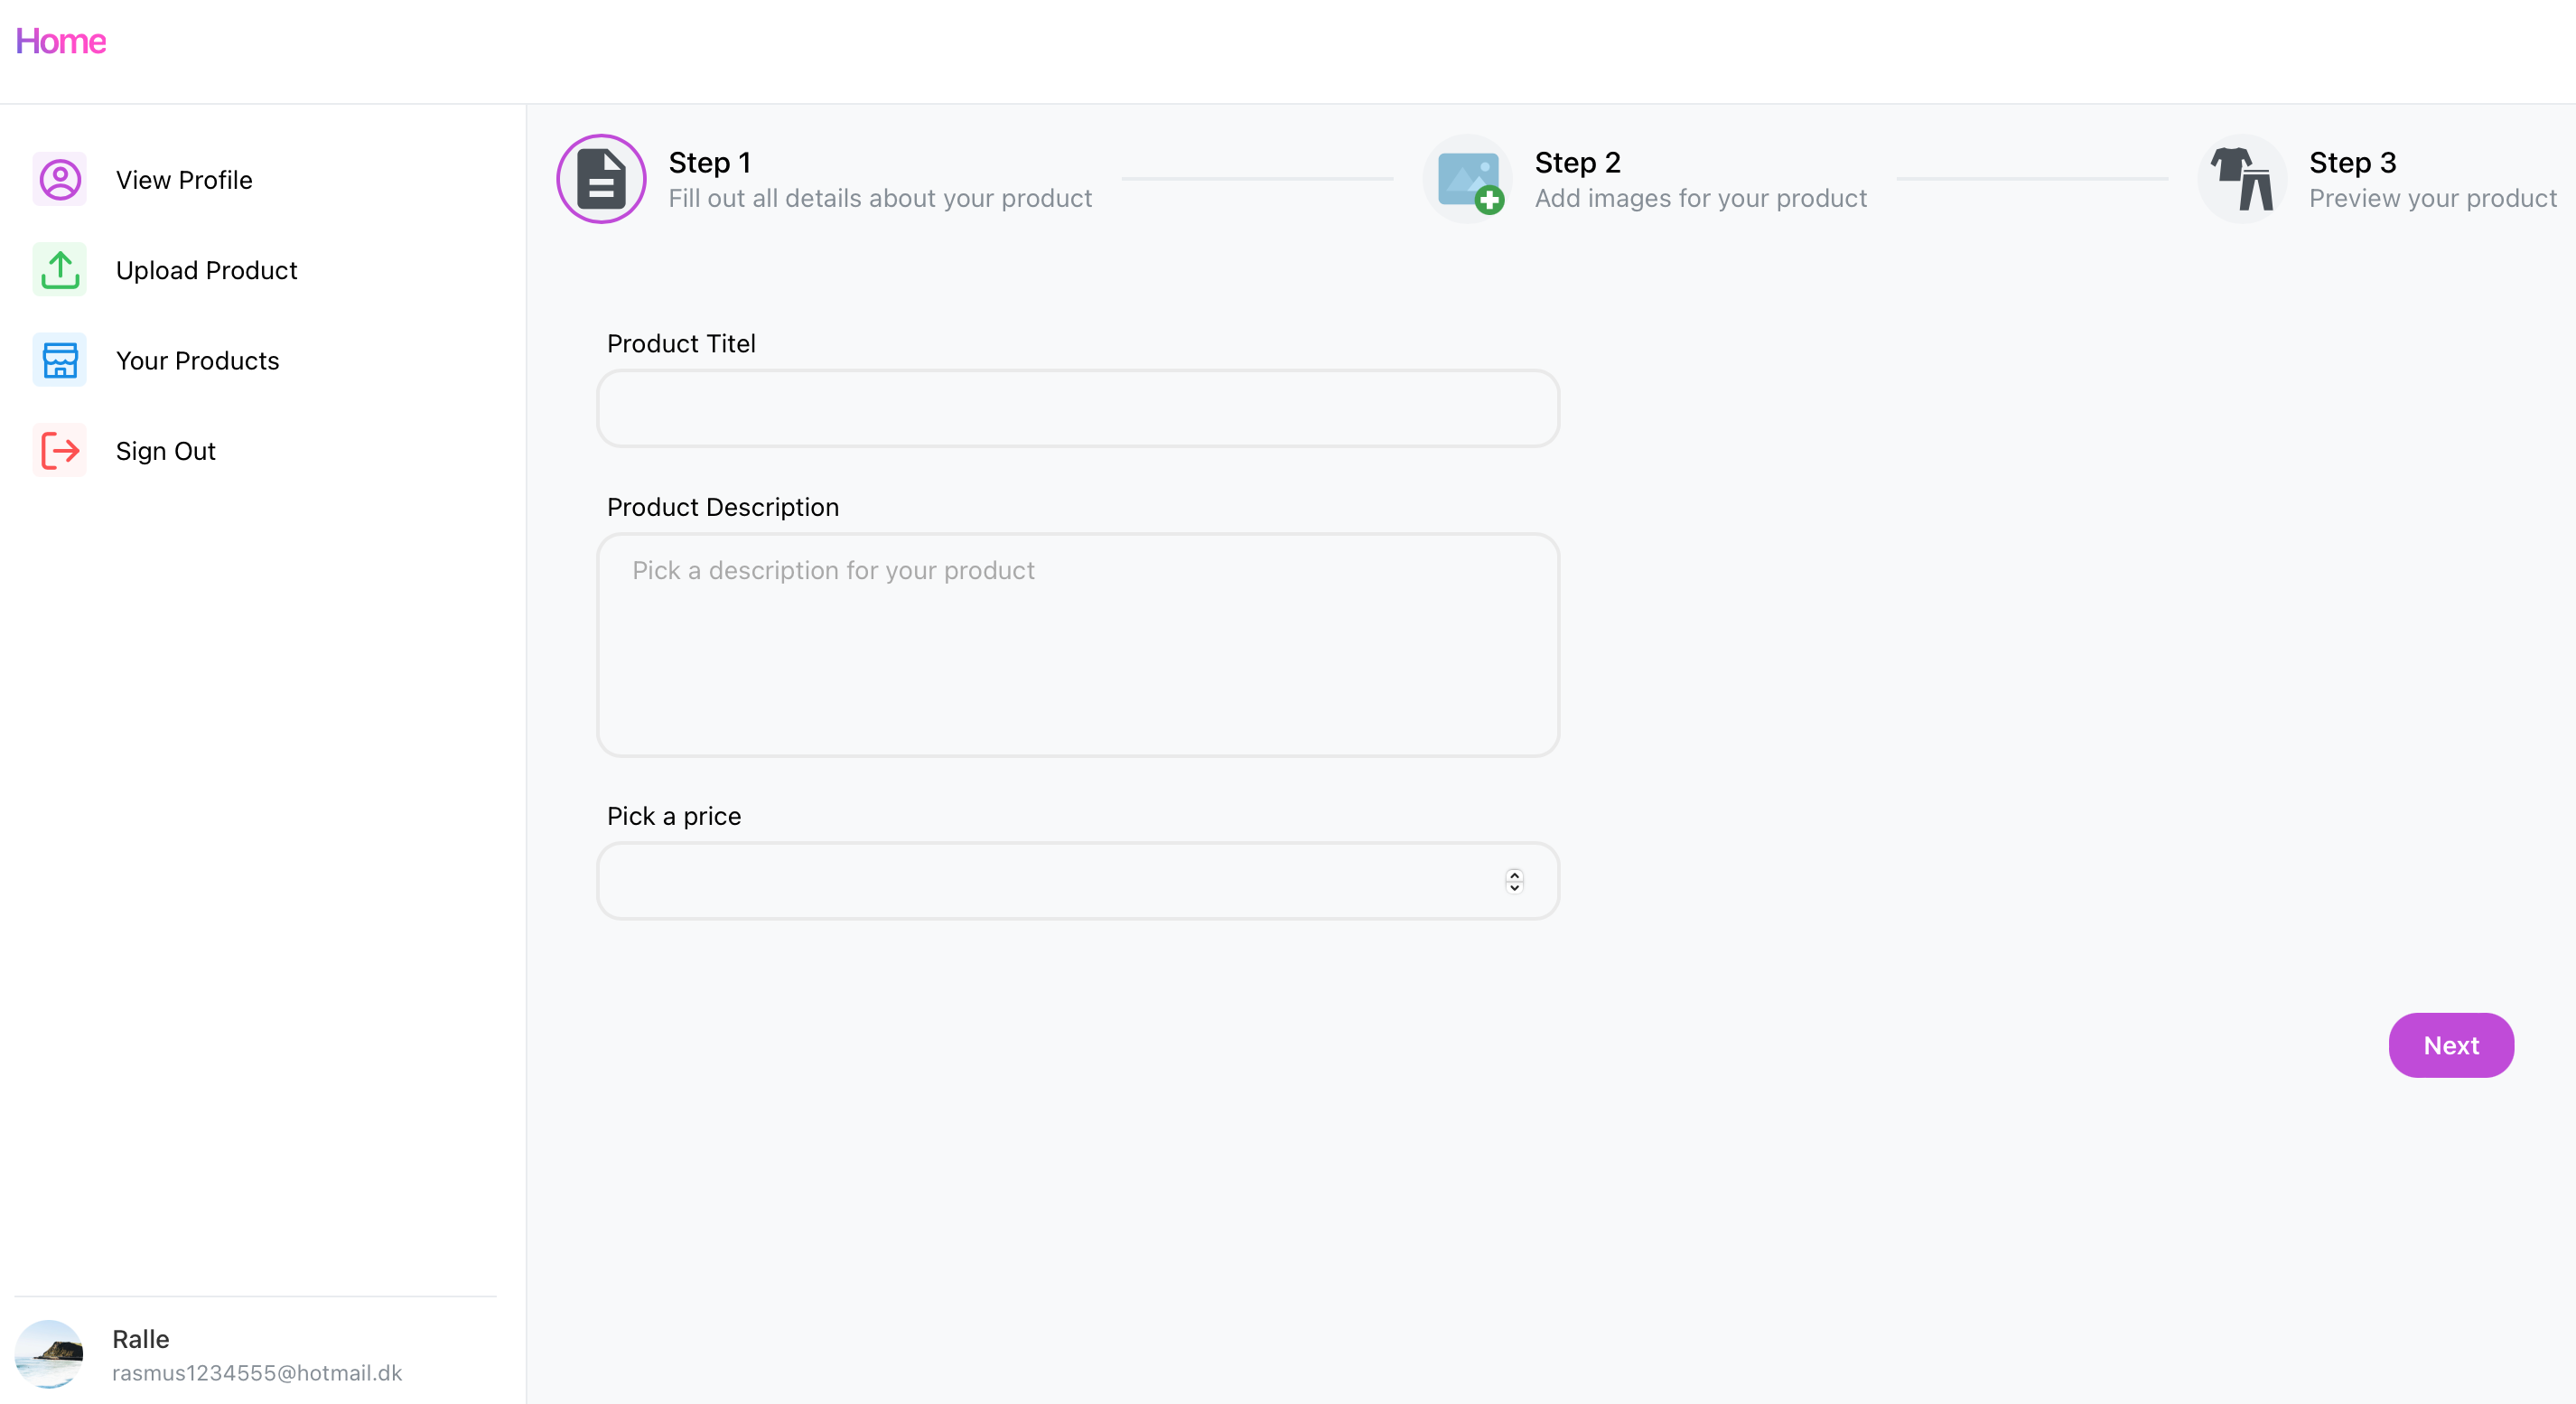 Home
View Profile
Upload Product
Your Products
Sign Out
Ralle
rasmus1234555@hotmail.dk
Step 1
Fill out all details about your product
Step 2
Add images for your product
Step 3
Preview your product
Product Titel
Product Description
Pick a description for your product
Pick a price
Next